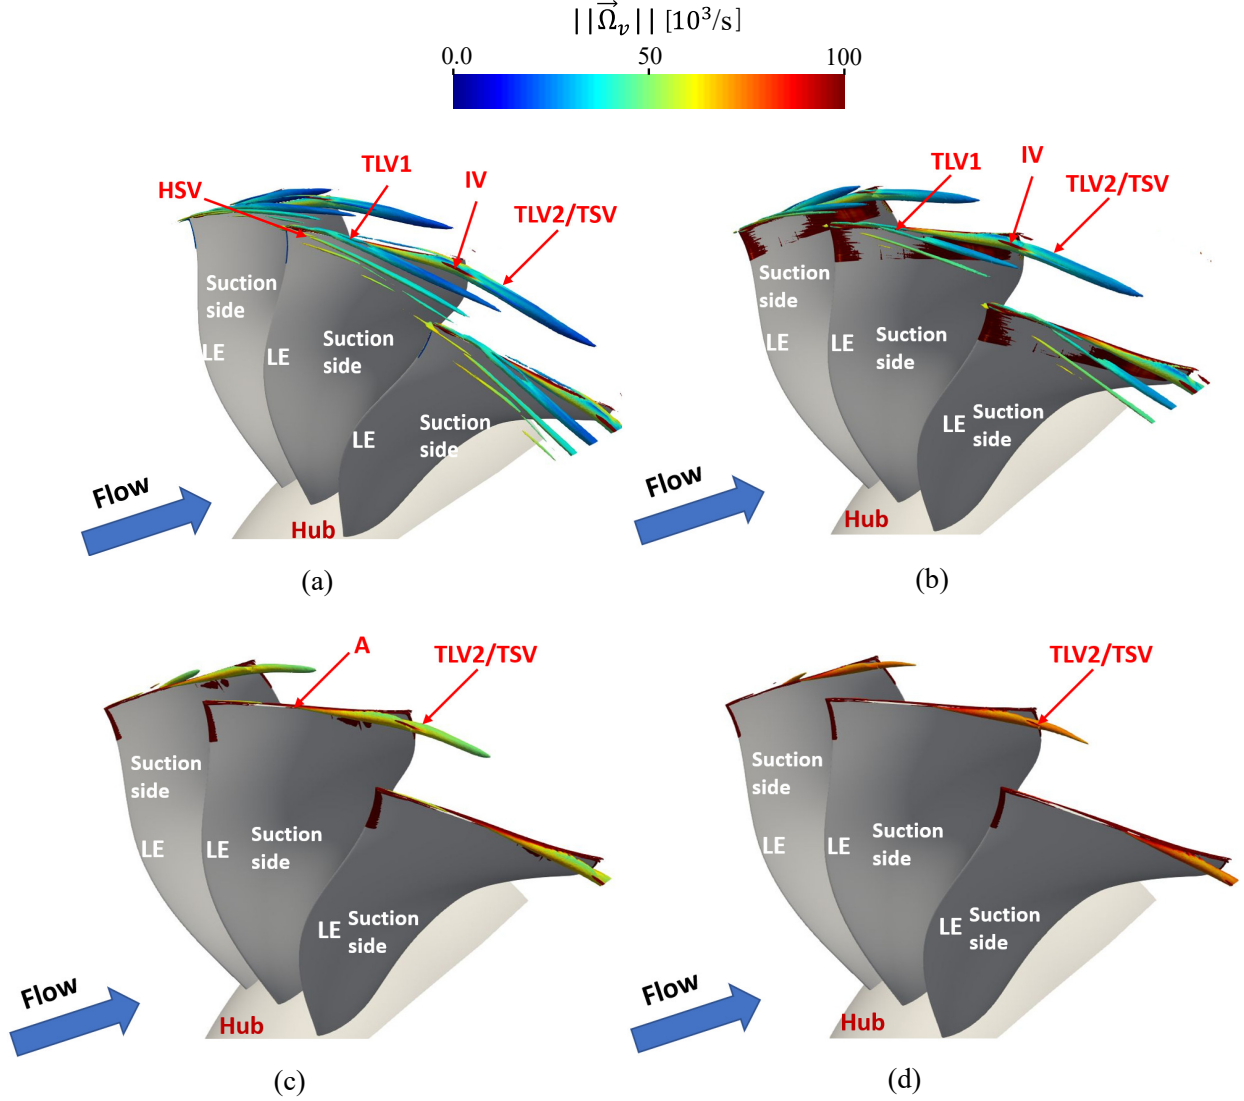 ||Ω⃗ᵥ|| [10³/s]
0.0 50 100
TLV1
HSV
IV
TLV2/TSV
Suction
side
LE
LE
Suction
side
LE
Suction
side
Flow
Hub
(a)
TLV1
IV
TLV2/TSV
Suction
side
LE
LE
Suction
side
LE
Suction
side
Flow
Hub
(b)
A
TLV2/TSV
Suction
side
LE
LE
Suction
side
LE
Suction
side
Flow
Hub
(c)
TLV2/TSV
Suction
side
LE
LE
Suction
side
LE
Suction
side
Flow
Hub
(d)